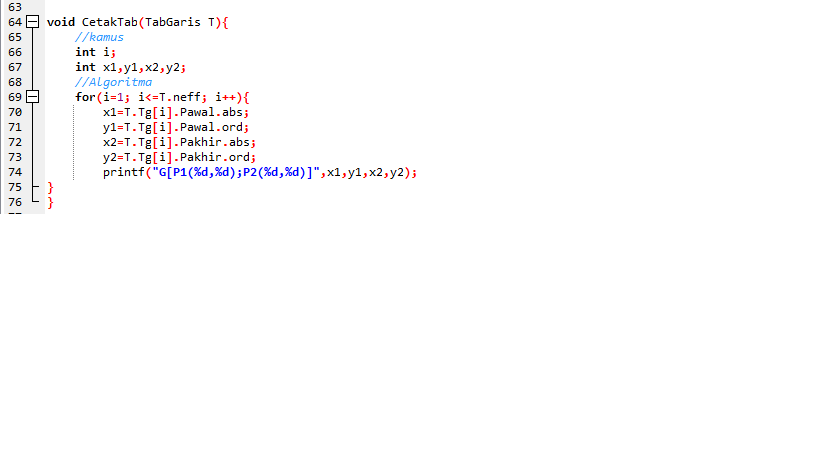 63
64 void CetakTab(TabGaris T){
65 //kamus
66 int i;
67 int x1,y1,x2,y2;
68 //Algoritma
69 for(i=1; i<=T.neff; i++){
70 x1=T.Tg[i].Pawal.abs;
71 y1=T.Tg[i].Pawal.ord;
72 x2=T.Tg[i].Pakhir.abs;
73 y2=T.Tg[i].Pakhir.ord;
74 printf("G[P1(%d,%d);P2(%d,%d)]",x1,y1,x2,y2);
75 }
76 }